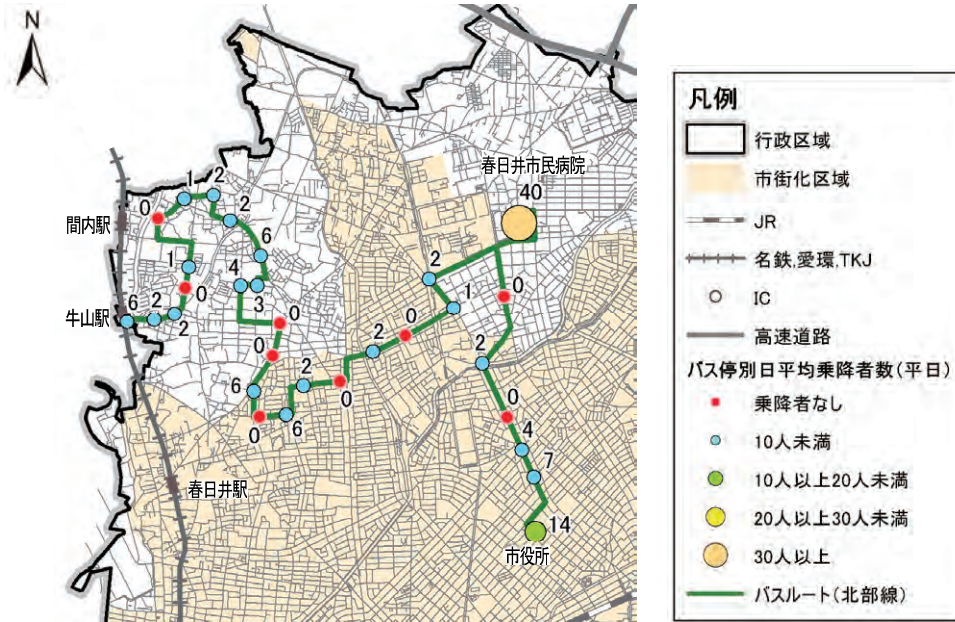 N
春日井市民病院
40
1
2
0
2
間内駅
6
2
4
1
0
3
0
1
6
2
2
0
牛山駅
2
0
2
0
6
2
0
0
6
0
4
7
春日井駅
14
市役所
凡例
行政区域
市街化区域
JR
名鉄,愛環,TKJ
IC
高速道路
バス停別日平均乗降者数(平日)
乗降者なし
10人未満
10人以上20人未満
20人以上30人未満
30人以上
バスルート(北部線)